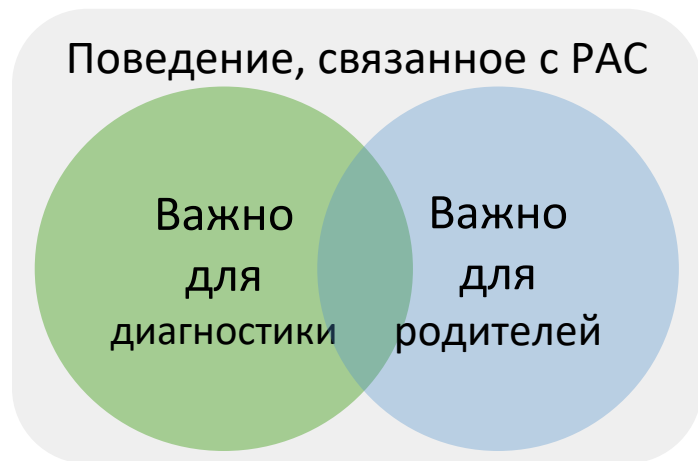 Поведение, связанное с РАС
Важно
для
диагностики
Важно
для
родителей